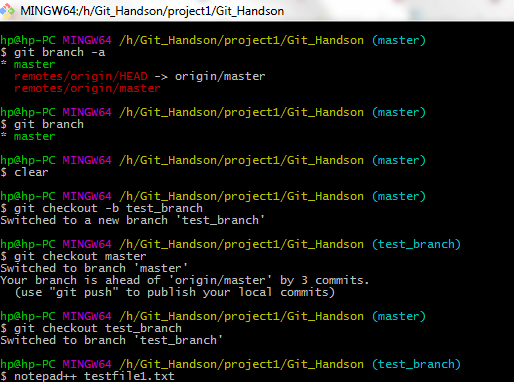 MINGW64:/h/Git_Handson/project1/Git_Handson
hp@hp-PC MINGW64 /h/Git_Handson/project1/Git_Handson (master)
$ git branch -a
* master
  remotes/origin/HEAD -> origin/master
  remotes/origin/master
hp@hp-PC MINGW64 /h/Git_Handson/project1/Git_Handson (master)
$ git branch
* master
hp@hp-PC MINGW64 /h/Git_Handson/project1/Git_Handson (master)
$ clear
hp@hp-PC MINGW64 /h/Git_Handson/project1/Git_Handson (master)
$ git checkout -b test_branch
Switched to a new branch 'test_branch'
hp@hp-PC MINGW64 /h/Git_Handson/project1/Git_Handson (test_branch)
$ git checkout master
Switched to branch 'master'
Your branch is ahead of 'origin/master' by 3 commits.
  (use "git push" to publish your local commits)
hp@hp-PC MINGW64 /h/Git_Handson/project1/Git_Handson (master)
$ git checkout test_branch
Switched to branch 'test_branch'
hp@hp-PC MINGW64 /h/Git_Handson/project1/Git_Handson (test_branch)
$ notepad++ testfile1.txt